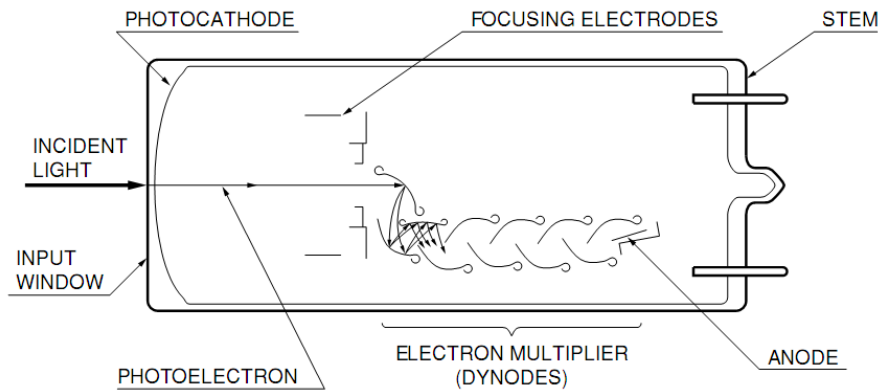 PHOTOCATHODE
FOCUSING ELECTRODES
STEM
INCIDENT
LIGHT
INPUT
WINDOW
PHOTOELECTRON
ELECTRON MULTIPLIER
(DYNODES)
ANODE